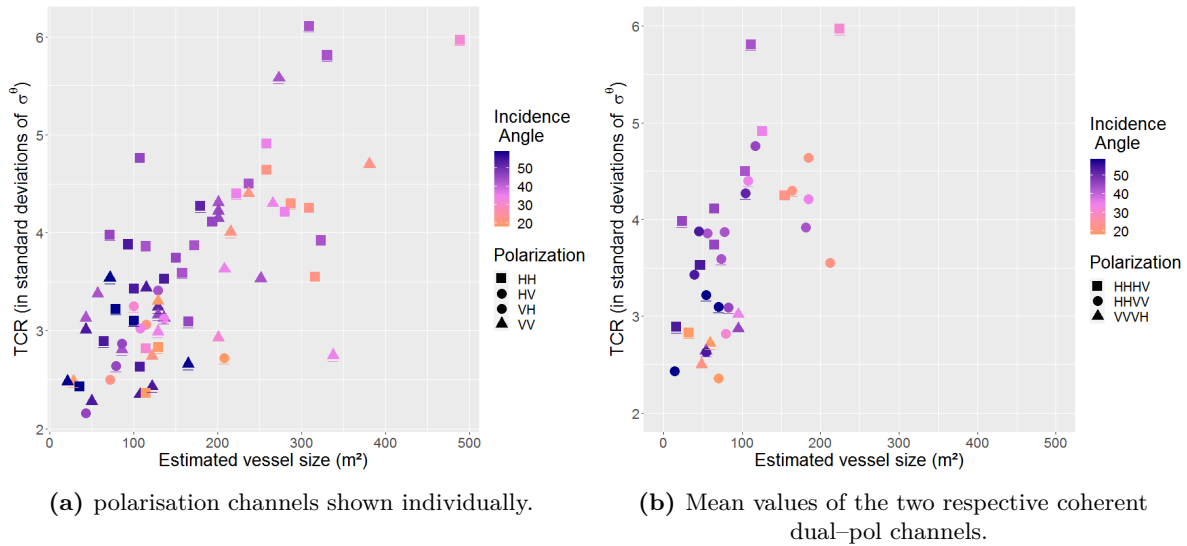 6
5
4
3
2
TCR (in standard deviations of σ⁰)
0
100
200
300
400
500
Estimated vessel size (m²)
Incidence
Angle
50
40
30
20
Polarization
HH
HV
VH
VV
(a) polarisation channels shown individually.
6
5
4
3
2
TCR (in standard deviations of σ⁰)
0
100
200
300
400
500
Estimated vessel size (m²)
Incidence
Angle
50
40
30
20
Polarization
HHHV
HHVV
VVVH
(b) Mean values of the two respective coherent
dual–pol channels.